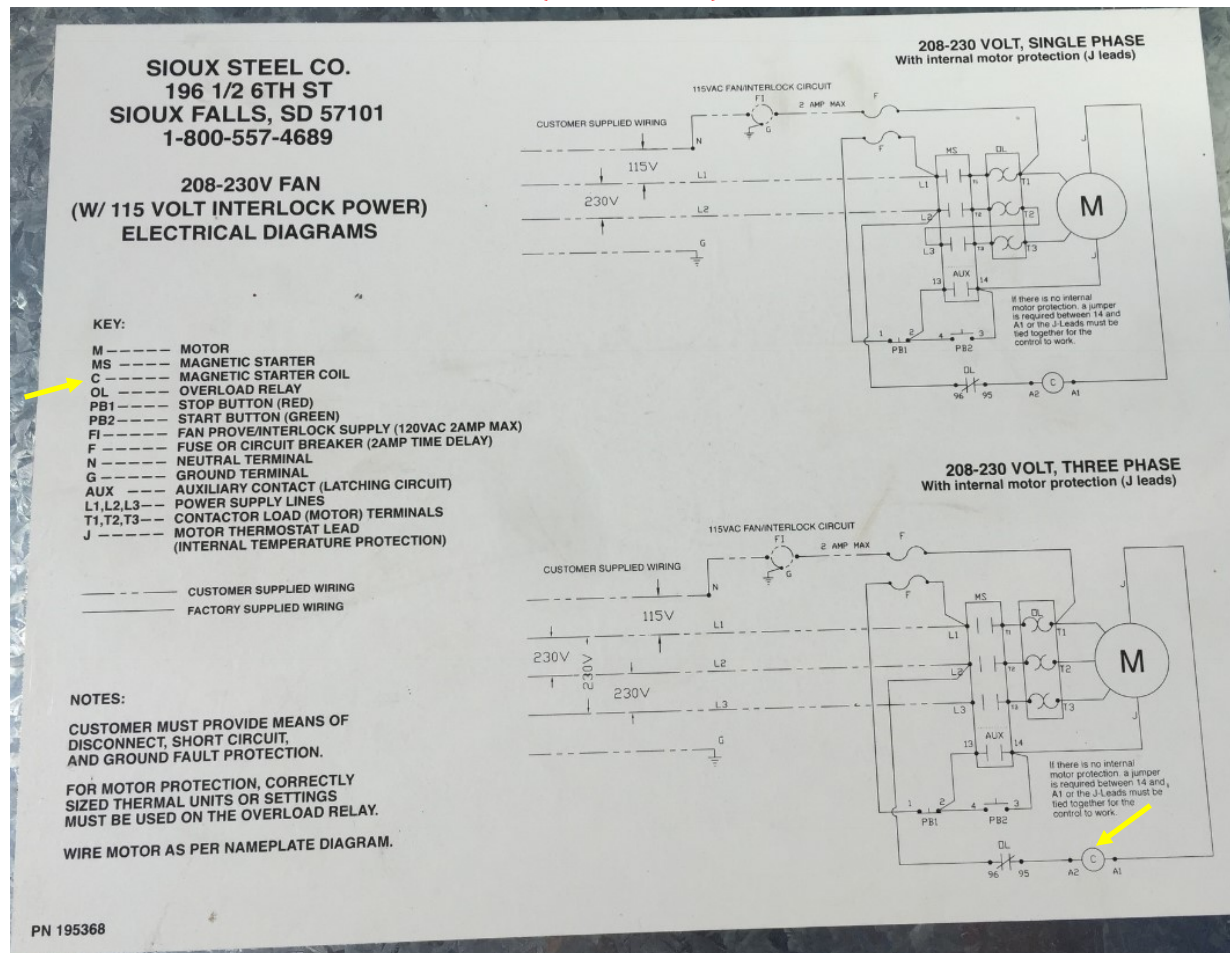 SIOUX STEEL CO.
196 1/2 6TH ST
SIOUX FALLS, SD 57101
1-800-557-4689
208-230V FAN
(W/ 115 VOLT INTERLOCK POWER)
ELECTRICAL DIAGRAMS
KEY:
M ----- MOTOR
MS ----- MAGNETIC STARTER
C ----- MAGNETIC STARTER COIL
OL ----- OVERLOAD RELAY
PB1 ---- STOP BUTTON (RED)
PB2 ---- START BUTTON (GREEN)
FI ----- FAN PROVE/INTERLOCK SUPPLY (120VAC 2AMP MAX)
F ----- FUSE OR CIRCUIT BREAKER (2AMP TIME DELAY)
N ----- NEUTRAL TERMINAL
G ----- GROUND TERMINAL
AUX --- AUXILIARY CONTACT (LATCHING CIRCUIT)
L1,L2,L3-- POWER SUPPLY LINES
T1,T2,T3-- CONTACTOR LOAD (MOTOR) TERMINALS
J ----- MOTOR THERMOSTAT LEAD
(INTERNAL TEMPERATURE PROTECTION)
CUSTOMER SUPPLIED WIRING
FACTORY SUPPLIED WIRING
NOTES:
CUSTOMER MUST PROVIDE MEANS OF
DISCONNECT, SHORT CIRCUIT,
AND GROUND FAULT PROTECTION.
FOR MOTOR PROTECTION, CORRECTLY
SIZED THERMAL UNITS OR SETTINGS
MUST BE USED ON THE OVERLOAD RELAY.
WIRE MOTOR AS PER NAMEPLATE DIAGRAM.
PN 195368
208-230 VOLT, SINGLE PHASE
With internal motor protection (J leads)
115VAC FAN/INTERLOCK CIRCUIT
FI
2 AMP MAX
F
G
CUSTOMER SUPPLIED WIRING
N
F
MS
OL
J
115V
L1
L1
T1
T1
230V
L2
L2
T2
T2
M
G
L3
T3
T3
J
13
AUX
14
If there is no internal
motor protection, a jumper
is required between 14 and
A1 or the J-Leads must be
tied together for the
control to work.
1
2
4
3
PB1
PB2
OL
96
95
A2
C
A1
208-230 VOLT, THREE PHASE
With internal motor protection (J leads)
115VAC FAN/INTERLOCK CIRCUIT
FI
2 AMP MAX
F
G
CUSTOMER SUPPLIED WIRING
N
F
MS
OL
J
115V
L1
L1
T1
T1
230V
230V
L2
L2
T2
T2
M
230V
L3
L3
T3
T3
J
G
13
AUX
14
If there is no internal
motor protection, a jumper
is required between 14 and
A1 or the J-Leads must be
tied together for the
control to work.
1
2
4
3
PB1
PB2
OL
96
95
A2
C
A1